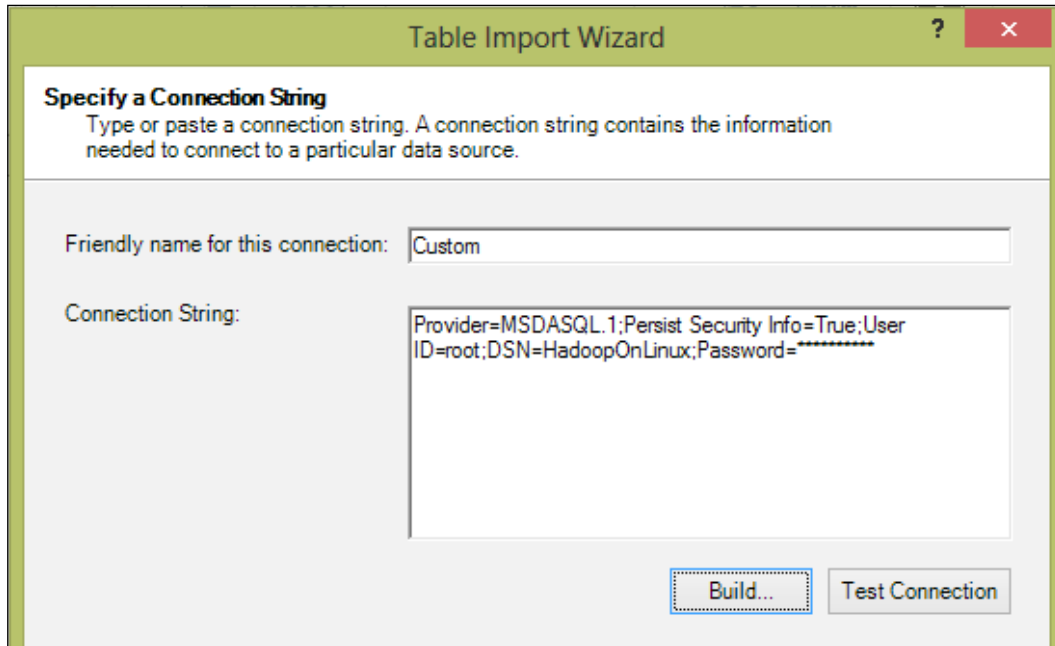 Table Import Wizard
?
×
Specify a Connection String
Type or paste a connection string. A connection string contains the information
needed to connect to a particular data source.
Friendly name for this connection:
Custom
Connection String:
Provider=MSDASQL.1;Persist Security Info=True;User
ID=root;DSN=HadoopOnLinux;Password=**********
Build...
Test Connection